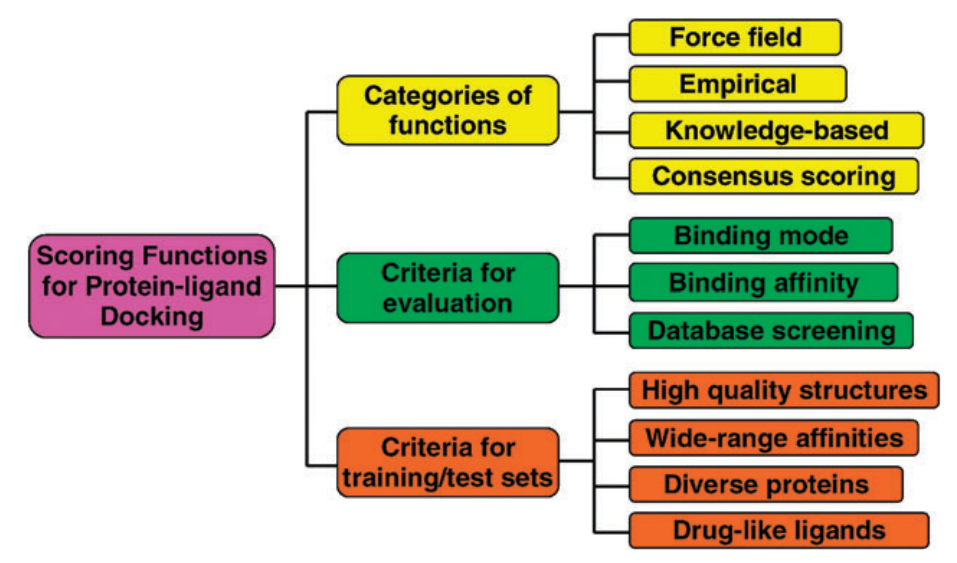 Scoring Functions
for Protein-ligand
Docking
Categories of
functions
Force field
Empirical
Knowledge-based
Consensus scoring
Criteria for
evaluation
Binding mode
Binding affinity
Database screening
Criteria for
training/test sets
High quality structures
Wide-range affinities
Diverse proteins
Drug-like ligands